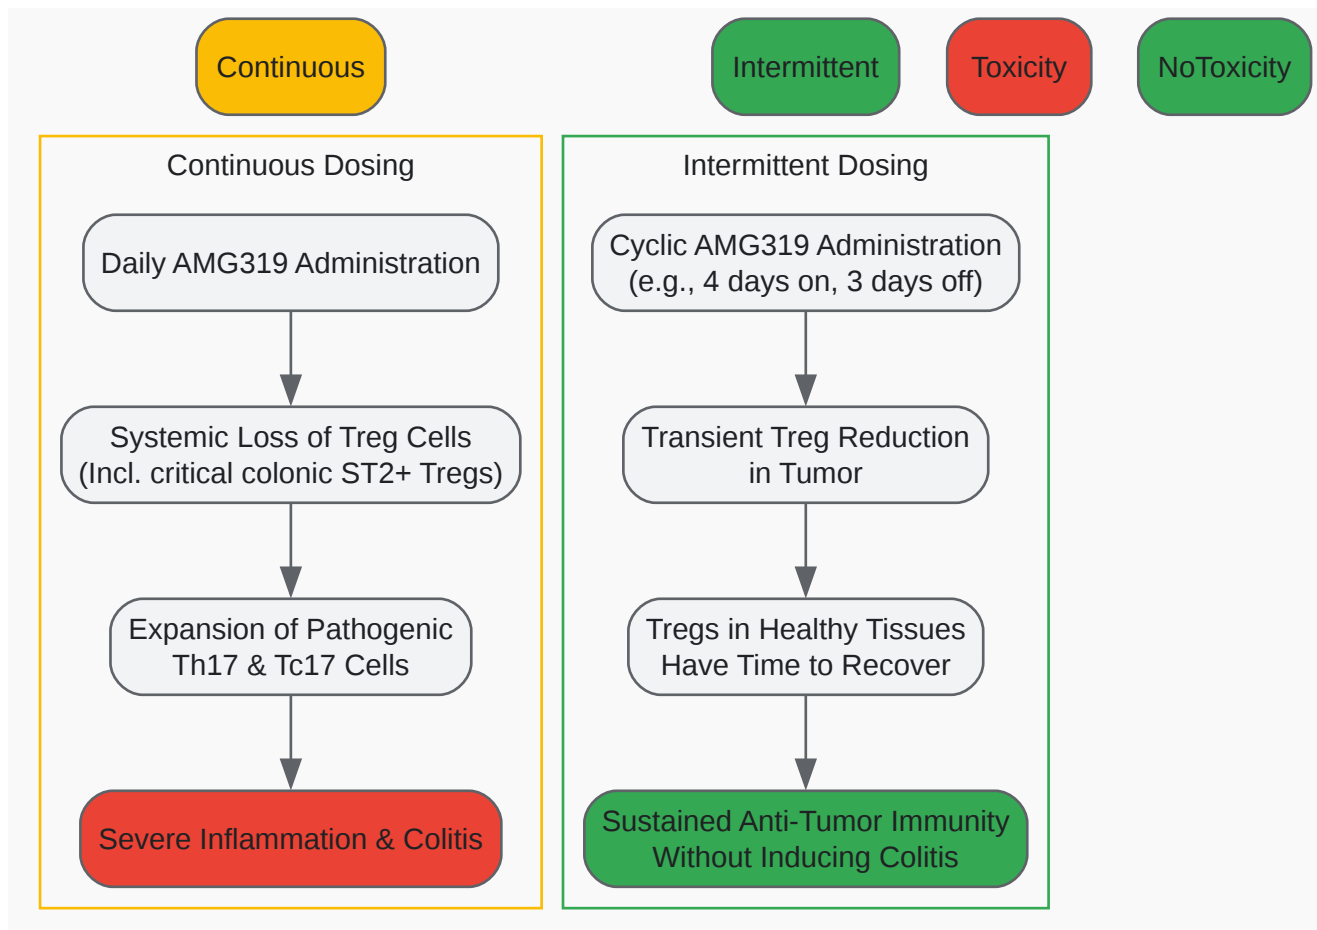 Continuous
Intermittent
Toxicity
NoToxicity
Continuous Dosing
Daily AMG319 Administration
Systemic Loss of Treg Cells
(Incl. critical colonic ST2+ Tregs)
Expansion of Pathogenic
Th17 & Tc17 Cells
Severe Inflammation & Colitis
Intermittent Dosing
Cyclic AMG319 Administration
(e.g., 4 days on, 3 days off)
Transient Treg Reduction
in Tumor
Tregs in Healthy Tissues
Have Time to Recover
Sustained Anti-Tumor Immunity
Without Inducing Colitis